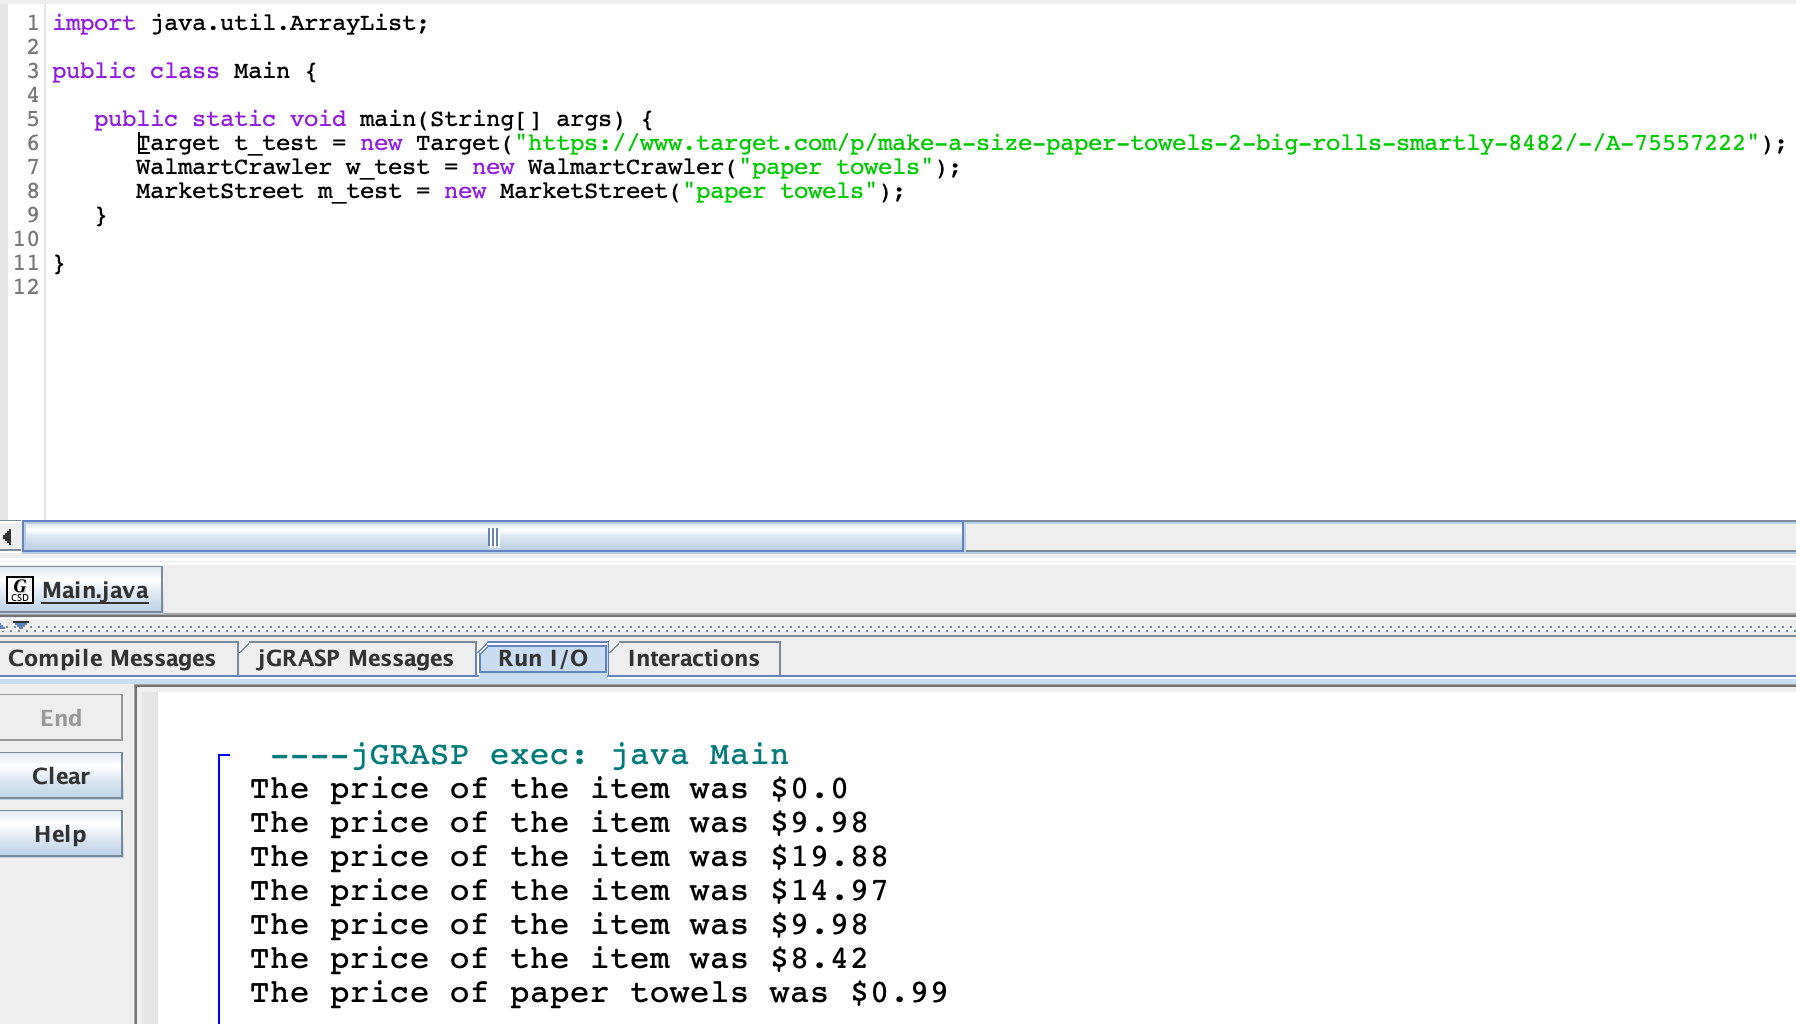 1 import java.util.ArrayList;
2
3 public class Main {
4
5 public static void main(String[] args) {
6 Target t_test = new Target("https://www.target.com/p/make-a-size-paper-towels-2-big-rolls-smartly-8482/-/A-75557222");
7 WalmartCrawler w_test = new WalmartCrawler("paper towels");
8 MarketStreet m_test = new MarketStreet("paper towels");
9 }
10
11 }
12
G CSD Main.java
Compile Messages jGRASP Messages Run I/O Interactions
End
Clear
Help
----jGRASP exec: java Main
The price of the item was $0.0
The price of the item was $9.98
The price of the item was $19.88
The price of the item was $14.97
The price of the item was $9.98
The price of the item was $8.42
The price of paper towels was $0.99